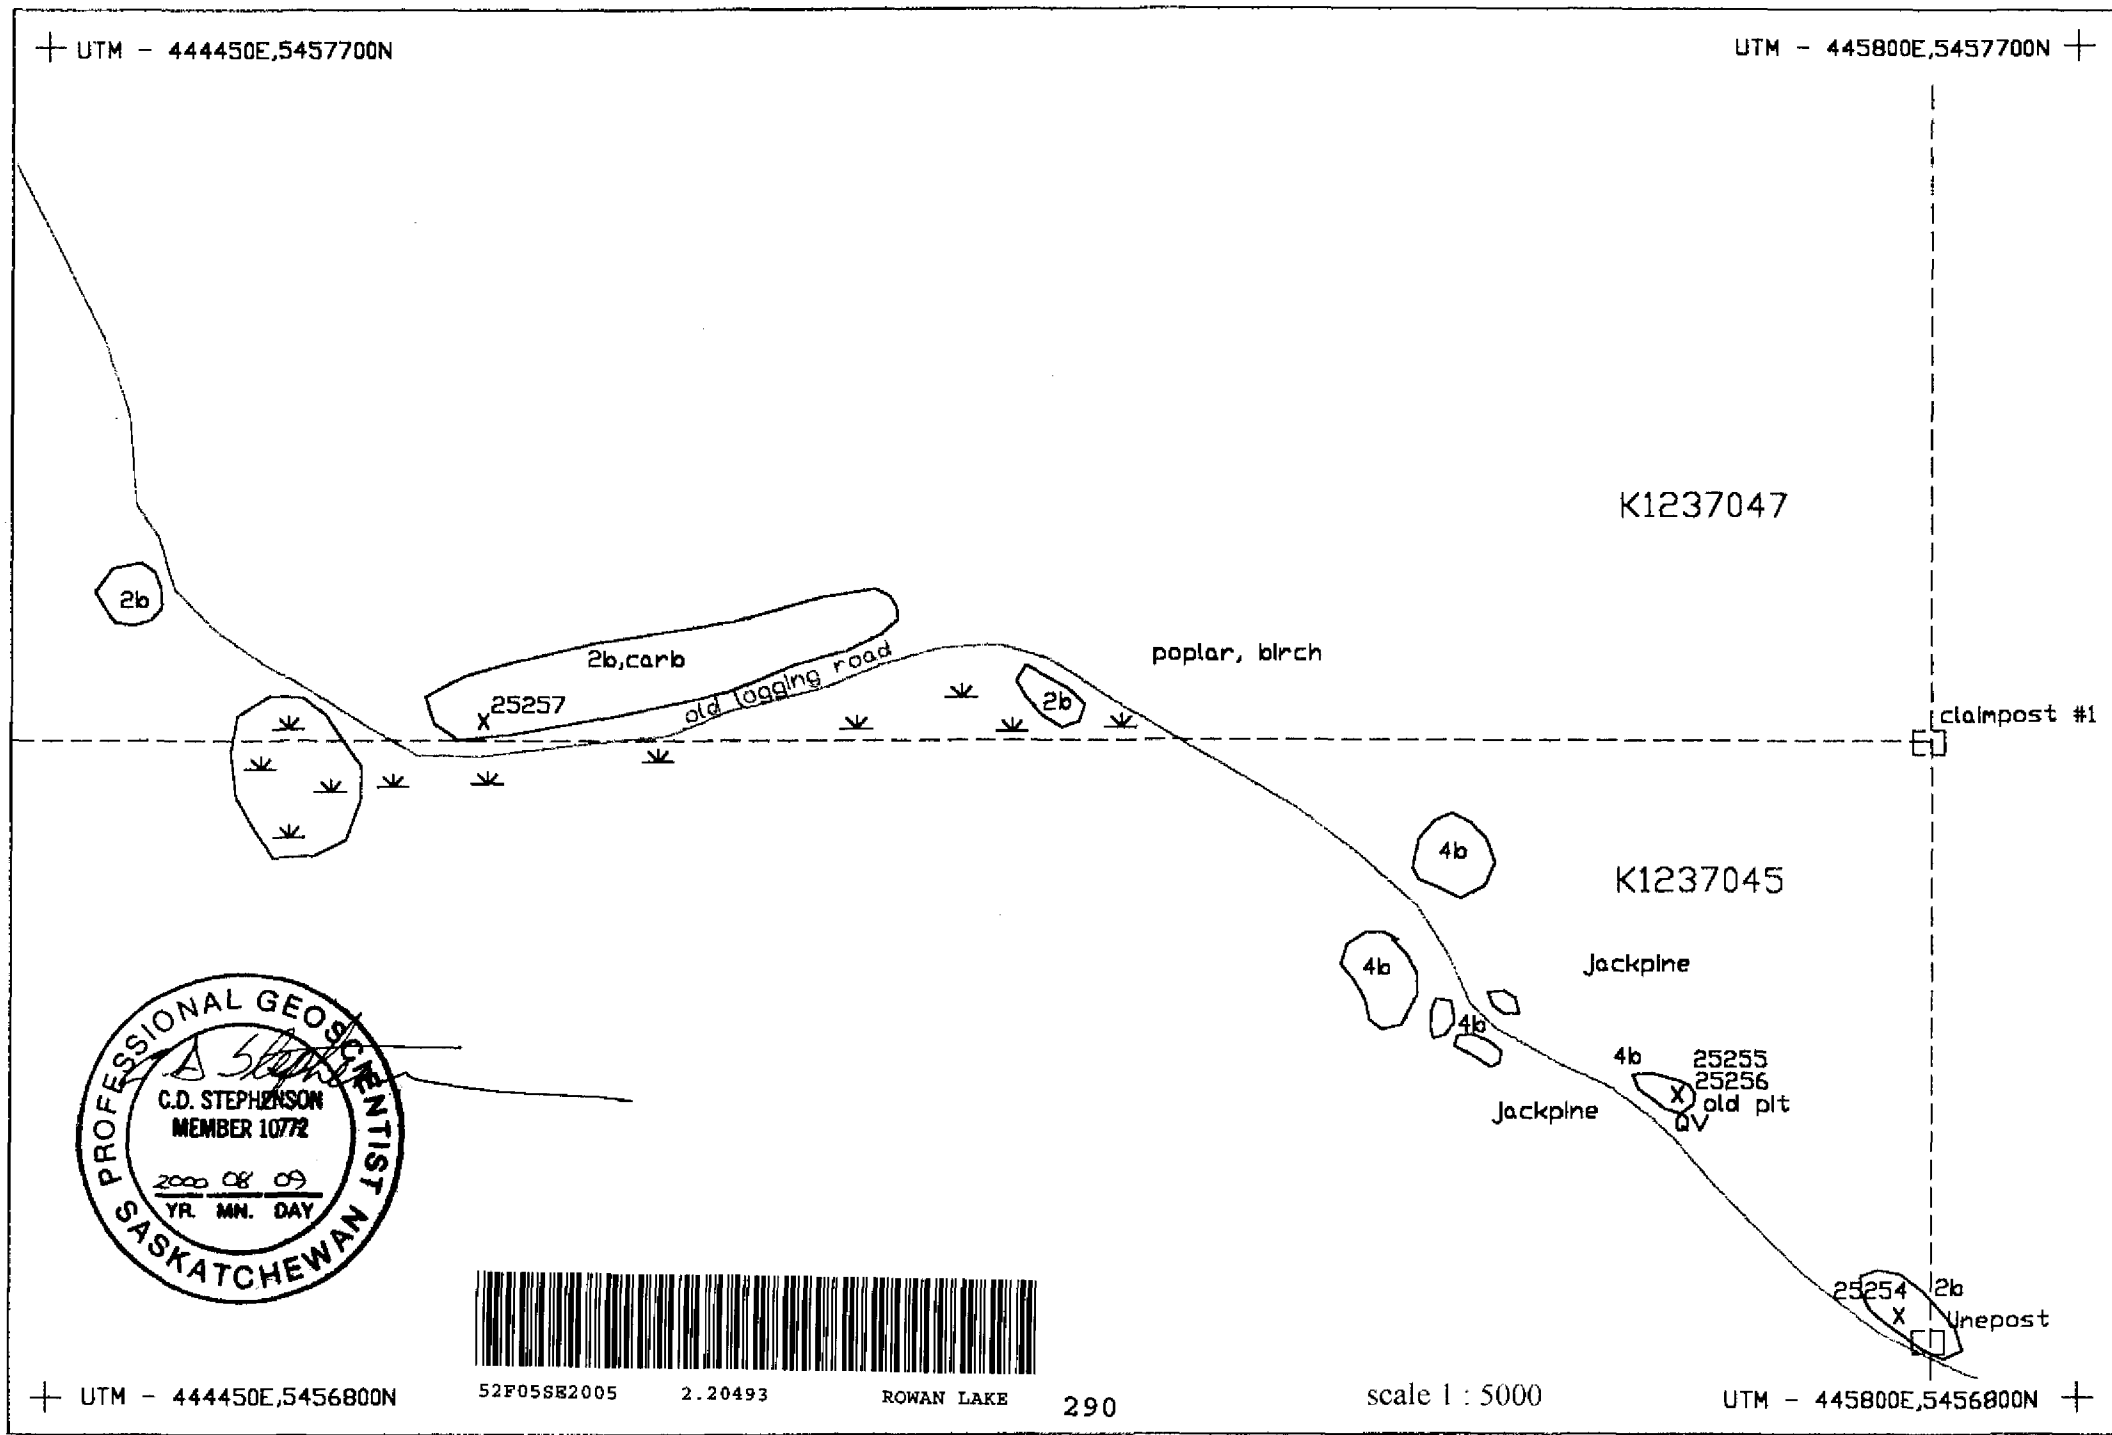 UTM - 444450E,5457700N
UTM - 445800E,5457700N
K1237047
2b
2b,carb
old logging road
poplar, birch
25257
2b
claimpost #1
4b
K1237045
4b
Jackpine
4b
4b
25255
25256
old pit
QV
Jackpine
PROFESSIONAL GEOSCIENTIST
C.D. STEPHENSON
MEMBER 10772
2000 08 09
YR. MN. DAY
SASKATCHEWAN
25254
2b
linepost
52F05SE2005 2.20493 ROWAN LAKE
290
scale 1 : 5000
UTM - 444450E,5456800N
UTM - 445800E,5456800N